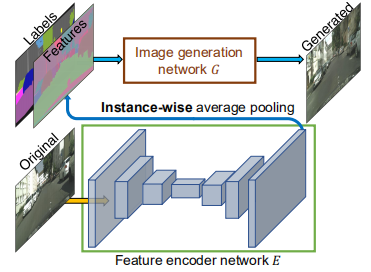 Labels
Features
Image generation
network G
Generated
Instance-wise average pooling
Original
Feature encoder network E